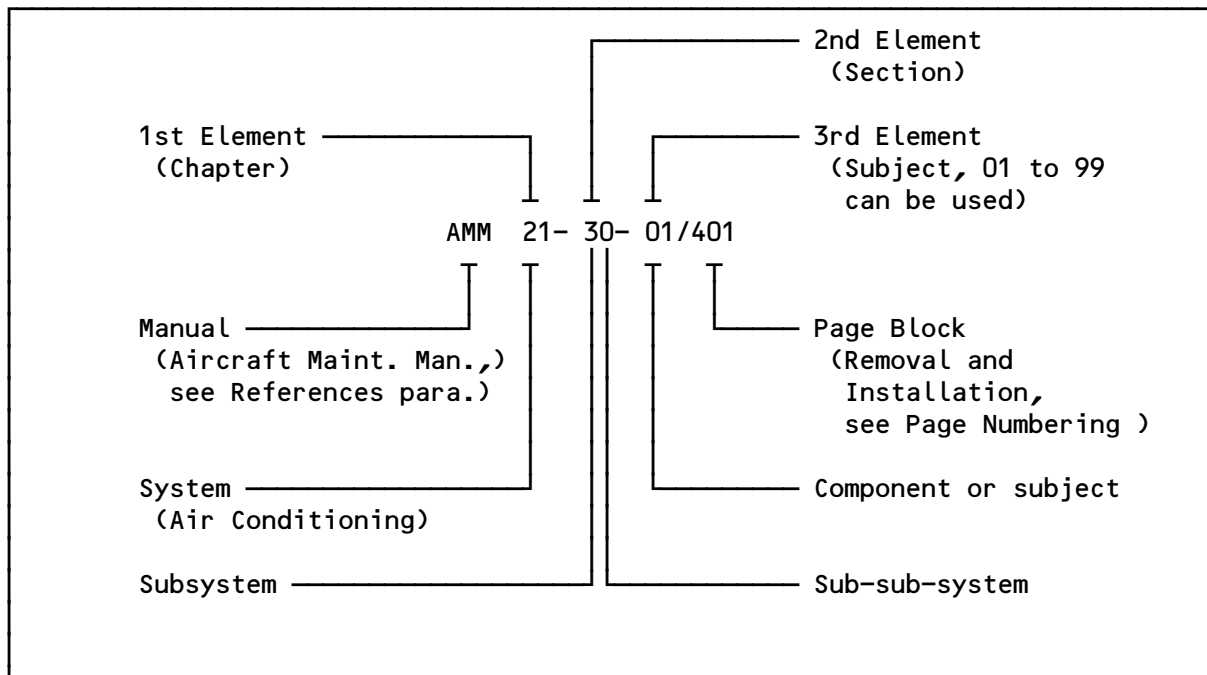 2nd Element
(Section)
1st Element
(Chapter)
3rd Element
(Subject, 01 to 99
can be used)
AMM 21- 30- 01/401
Manual
(Aircraft Maint. Man.,)
see References para.)
Page Block
(Removal and
Installation,
see Page Numbering )
System
(Air Conditioning)
Component or subject
Subsystem
Sub-sub-system